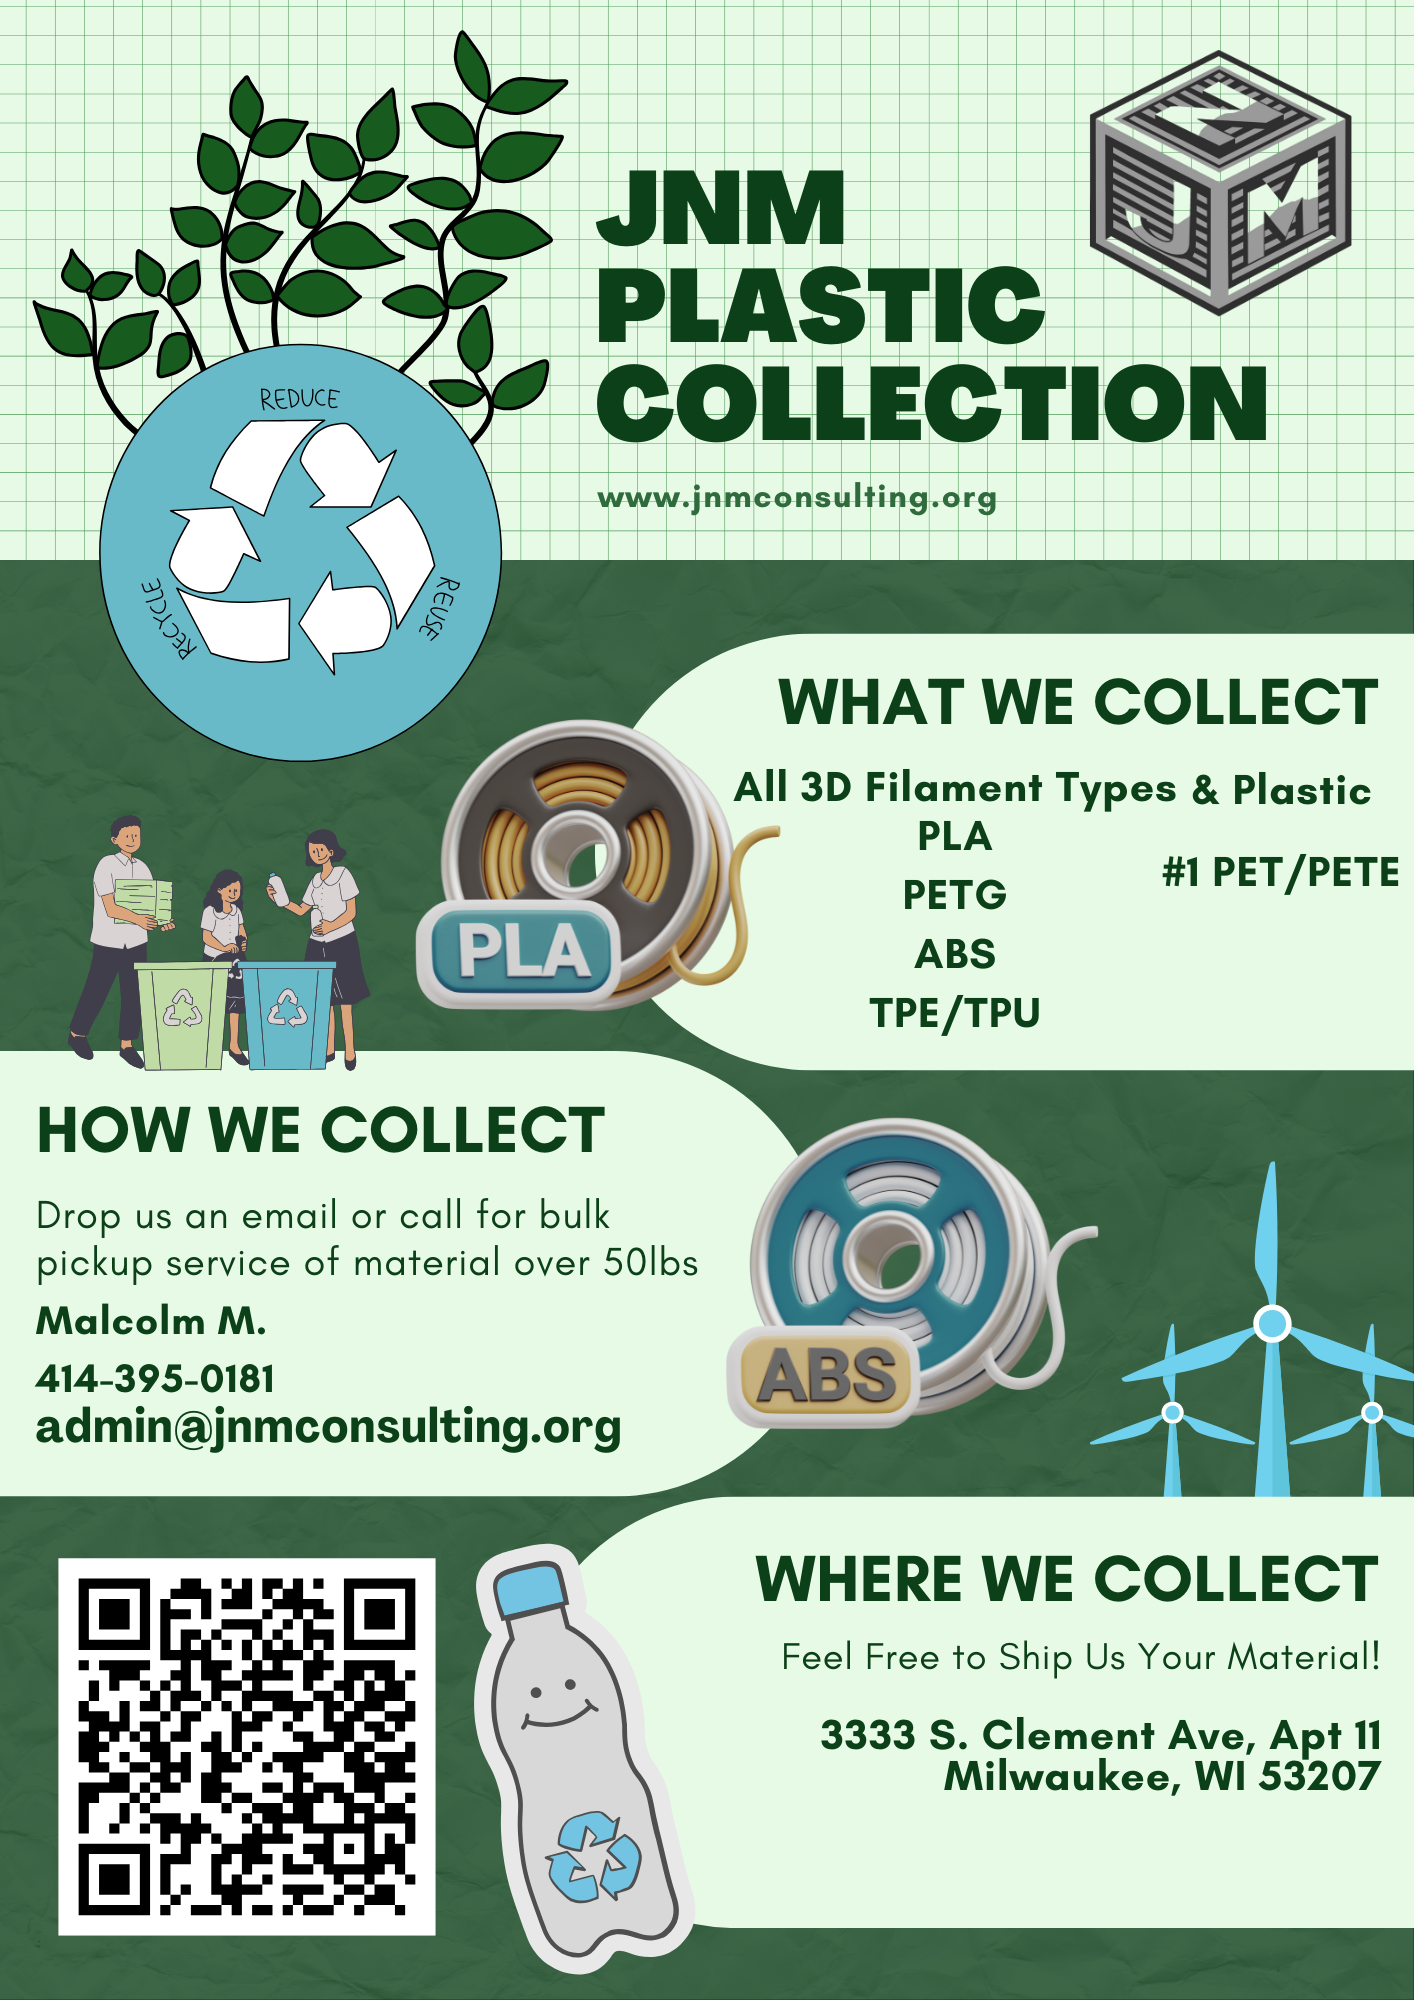 JNM
PLASTIC
COLLECTION
www.jnmconsulting.org
N
J M
REDUCE
REUSE
RECYCLE
WHAT WE COLLECT
All 3D Filament Types & Plastic
PLA
#1 PET/PETE
PETG
ABS
TPE/TPU
PLA
HOW WE COLLECT
Drop us an email or call for bulk
pickup service of material over 50lbs
Malcolm M.
414-395-0181
admin@jnmconsulting.org
ABS
WHERE WE COLLECT
Feel Free to Ship Us Your Material!
3333 S. Clement Ave, Apt 11
Milwaukee, WI 53207